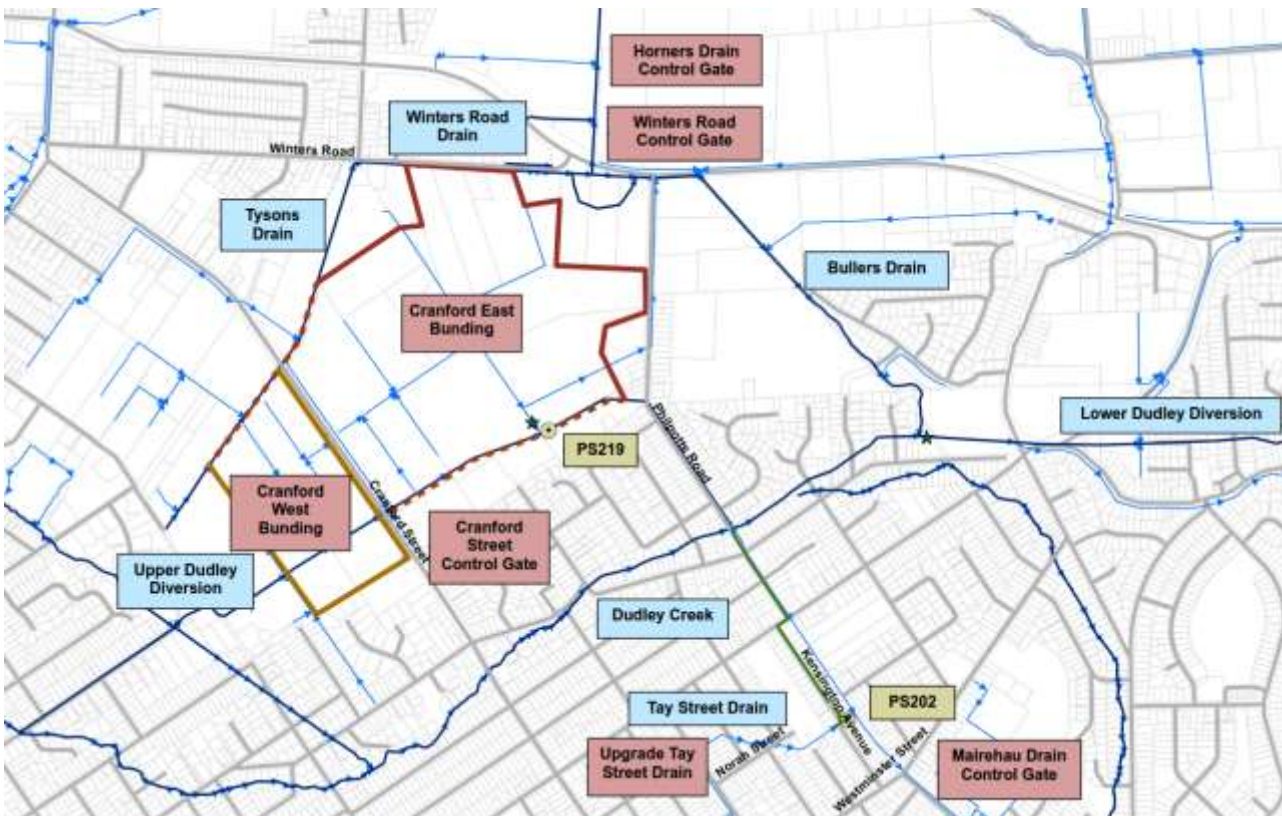 Horners Drain
Control Gate
Winters Road
Drain
Winters Road
Control Gate
Winters Road
Tysons
Drain
Bullers Drain
Cranford East
Bunding
Lower Dudley Diversion
Philpotts Road
PS219
Cranford
West
Bunding
Cranford Street
Cranford
Street
Control Gate
Upper Dudley
Diversion
Dudley Creek
Kensington Avenue
PS202
Tay Street Drain
Norah Street
Westminster Street
Upgrade Tay
Street Drain
Mairehau Drain
Control Gate